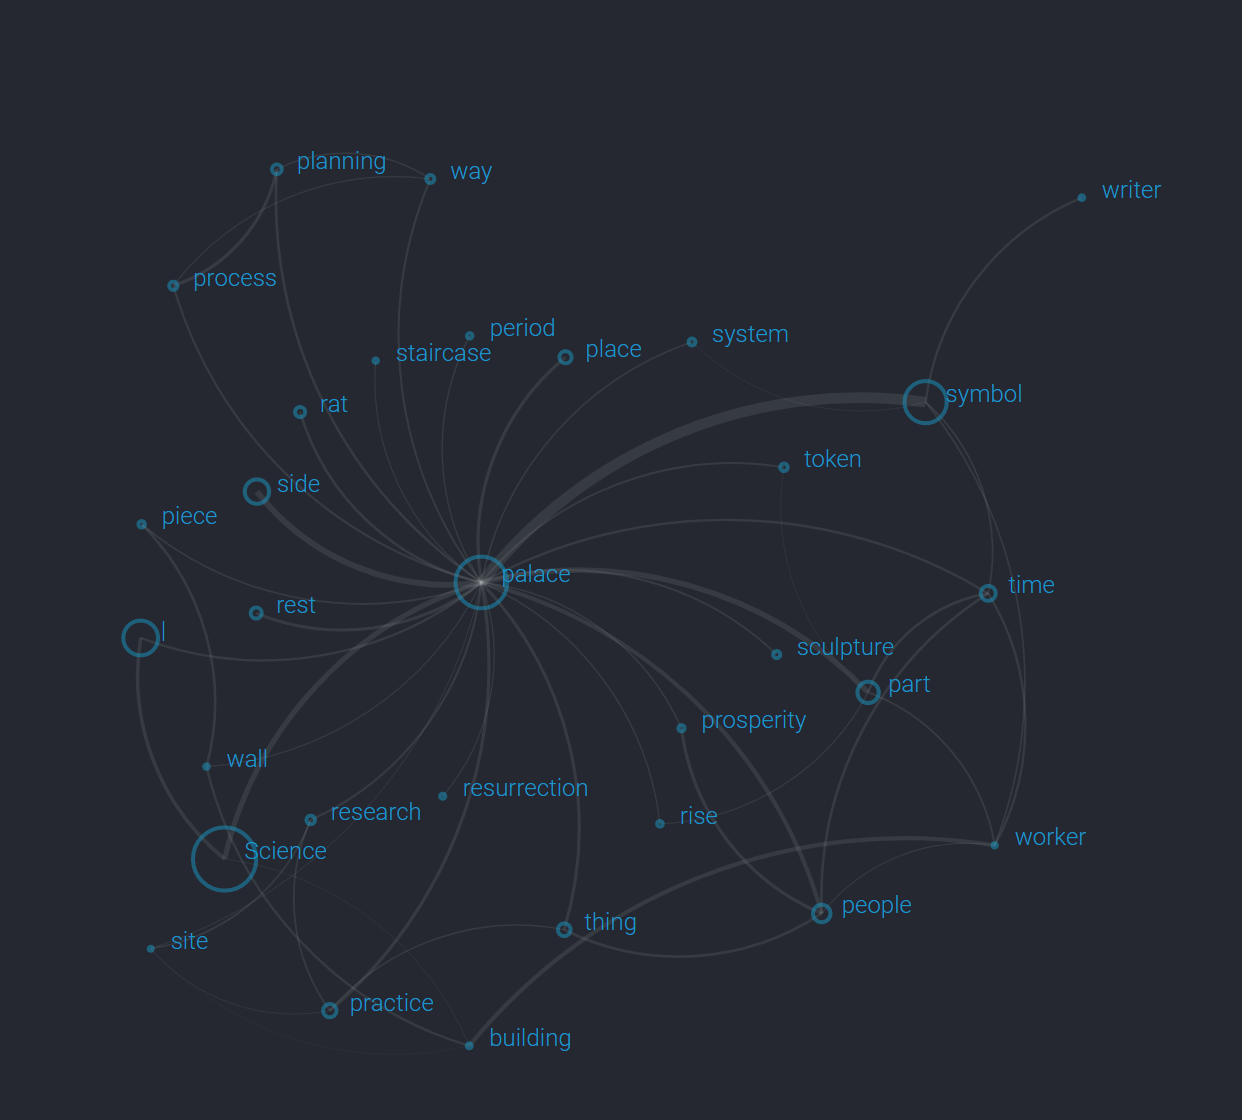 planning
way
writer
process
period
system
staircase
place
symbol
rat
token
side
piece
palace
time
rest
I
sculpture
part
prosperity
wall
resurrection
research
rise
worker
Science
people
thing
site
practice
building